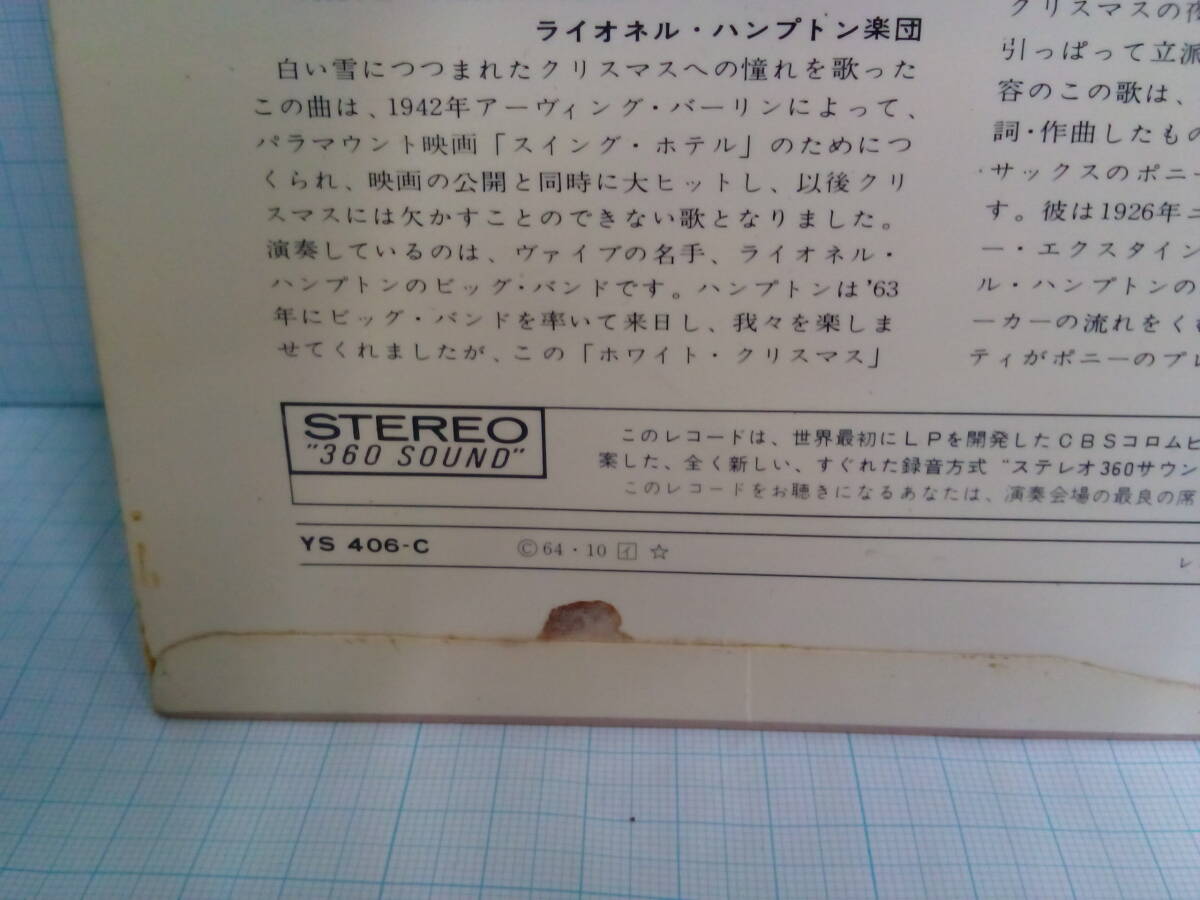 ライオネル・ハンプトン楽団
白い雪につつまれたクリスマスへの憧れを歌った
この曲は、1942年アーヴィング・バーリンによって、
パラマウント映画「スイング・ホテル」のためにつ
くられ、映画の公開と同時に大ヒットし、以後クリ
スマスには欠かすことのできない歌となりました。
演奏しているのは、ヴァイブの名手、ライオネル・
ハンプトンのビッグ・バンドです。ハンプトンは'63
年にビッグ・バンドを率いて来日し、我々を楽しま
せてくれましたが、この「ホワイト・クリスマス」
クリスマスの夜
引っぱって立派
容のこの歌は、
詞・作曲したもの
サックスのポニー
す。彼は1926年ニ
ー・エクスタイン
ル・ハンプトンの
ーカーの流れをくむ
ティがポニーのプレ
STEREO
"360 SOUND"
このレコードは、世界最初にLPを開発したCBSコロムビ
案した、全く新しい、すぐれた録音方式 "ステレオ360サウン
このレコードをお聴きになるあなたは、演奏会場の最良の席
YS 406-C
©64・10 イ ☆
レ